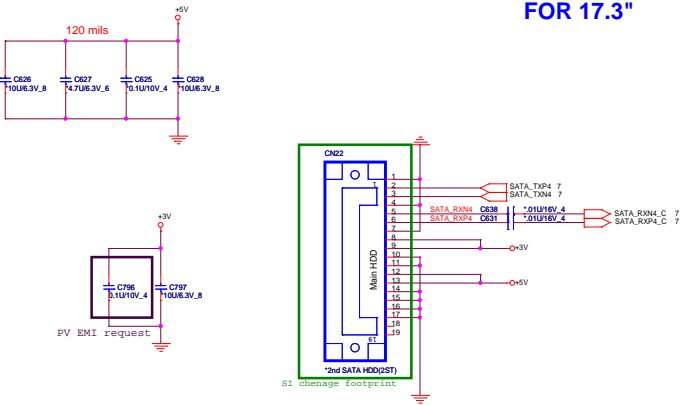 FOR 17.3"
+5V
120 mils
C626
*10U/6.3V_8
C627
*4.7U/6.3V_6
C625
*0.1U/10V_4
C628
*10U/6.3V_8
CN22
1
1
2
3
4
5
6
7
8
9
10
11
12
13
14
15
16
17
18
19
19
Main HDD
*2nd SATA HDD(2ST)
SI chenage footprint
SATA_TXP4 7
SATA_TXN4 7
SATA_RXN4 C638 *.01U/16V_4 SATA_RXN4_C 7
SATA_RXP4 C631 *.01U/16V_4 SATA_RXP4_C 7
+3V
+5V
+3V
C796
0.1U/10V_4
C797
*10U/6.3V_8
PV EMI request